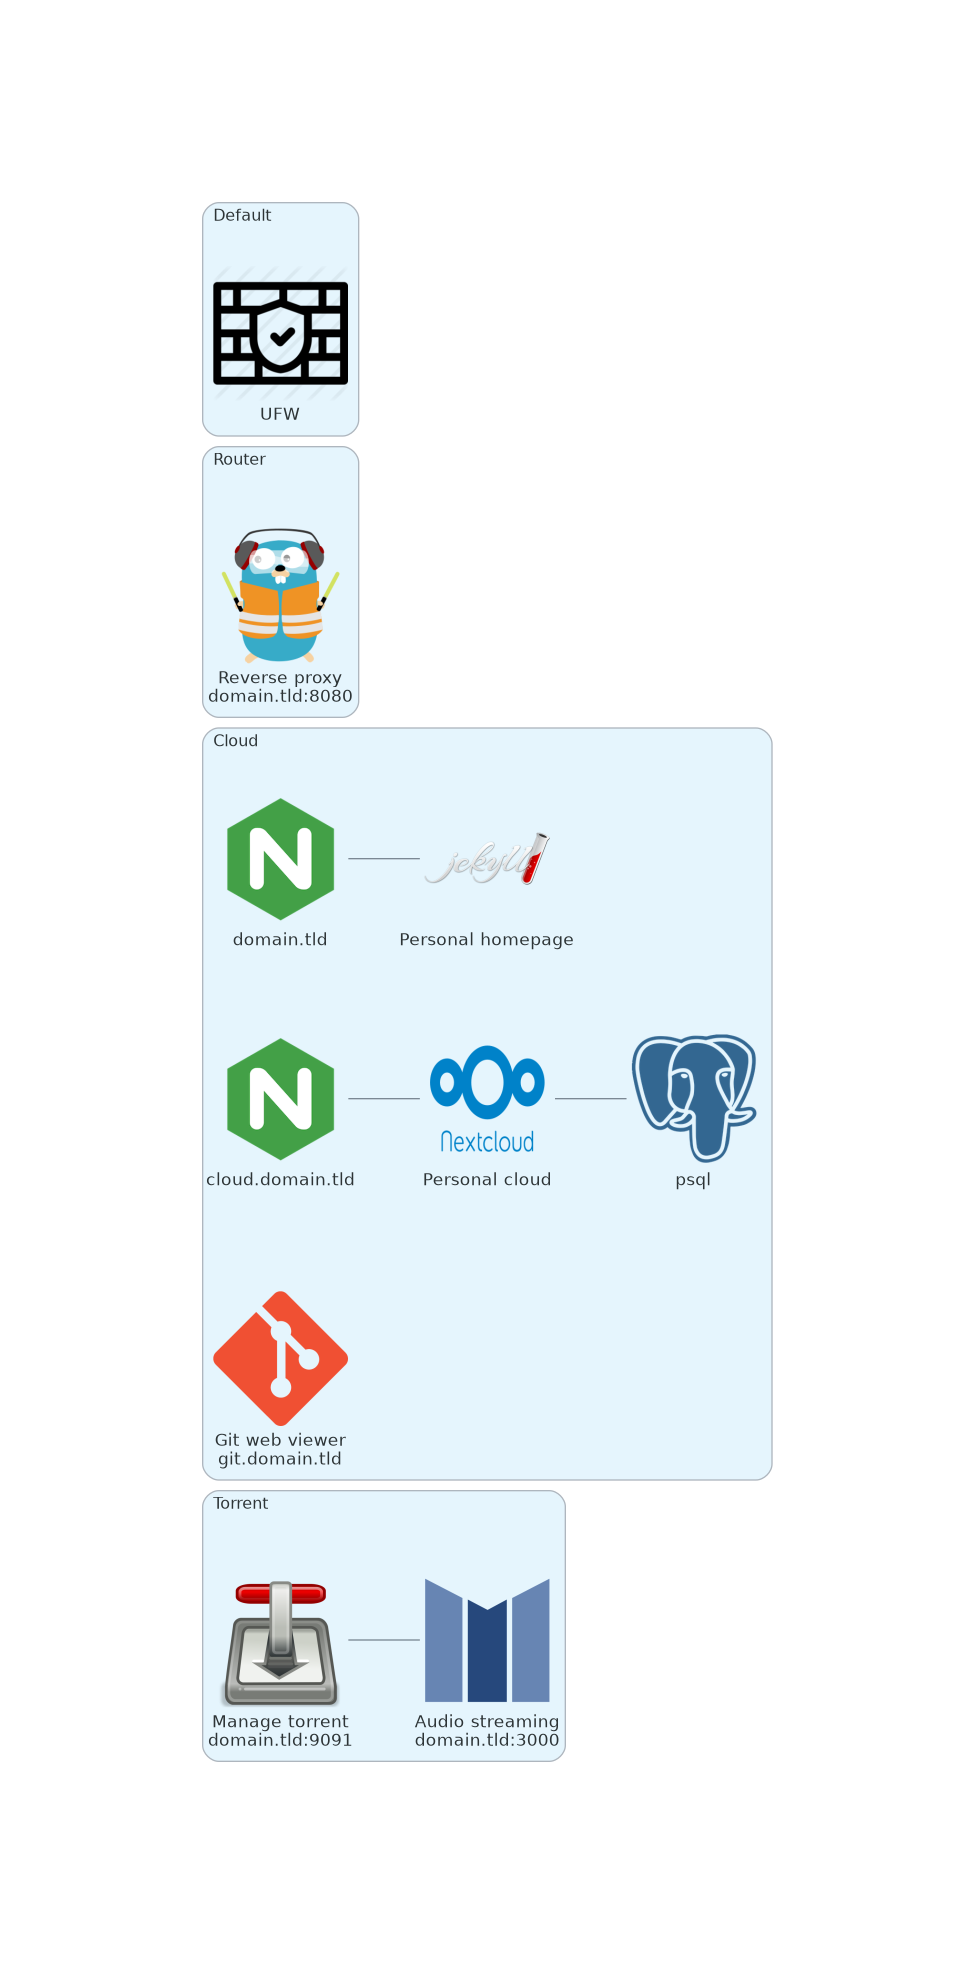 Default
UFW
Router
Reverse proxy
domain.tld:8080
Cloud
jekyll
domain.tld
Personal homepage
Nextcloud
cloud.domain.tld
Personal cloud
psql
Git web viewer
git.domain.tld
Torrent
Manage torrent
domain.tld:9091
Audio streaming
domain.tld:3000